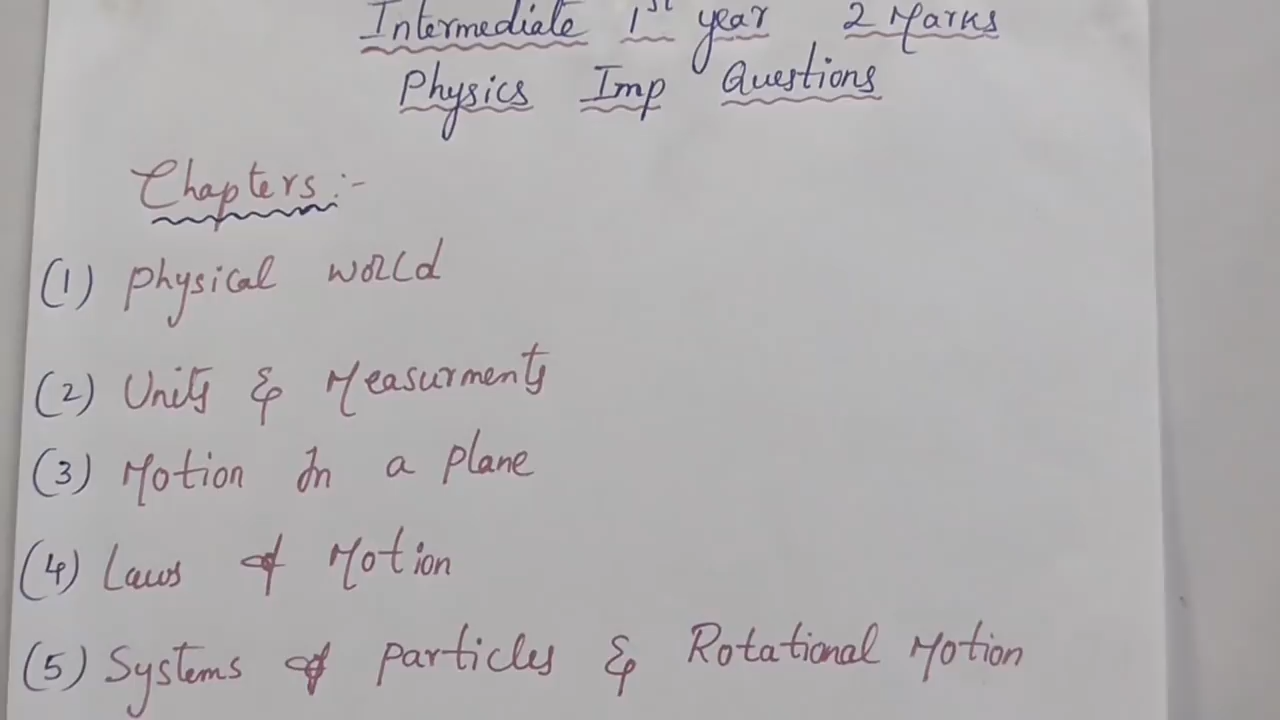 Intermediate 1st year 2 Marks
Physics Imp Questions
Chapters:-
(1) Physical world
(2) Units & Measurments
(3) Motion In a plane
(4) Laws of Motion
(5) Systems of particles & Rotational Motion